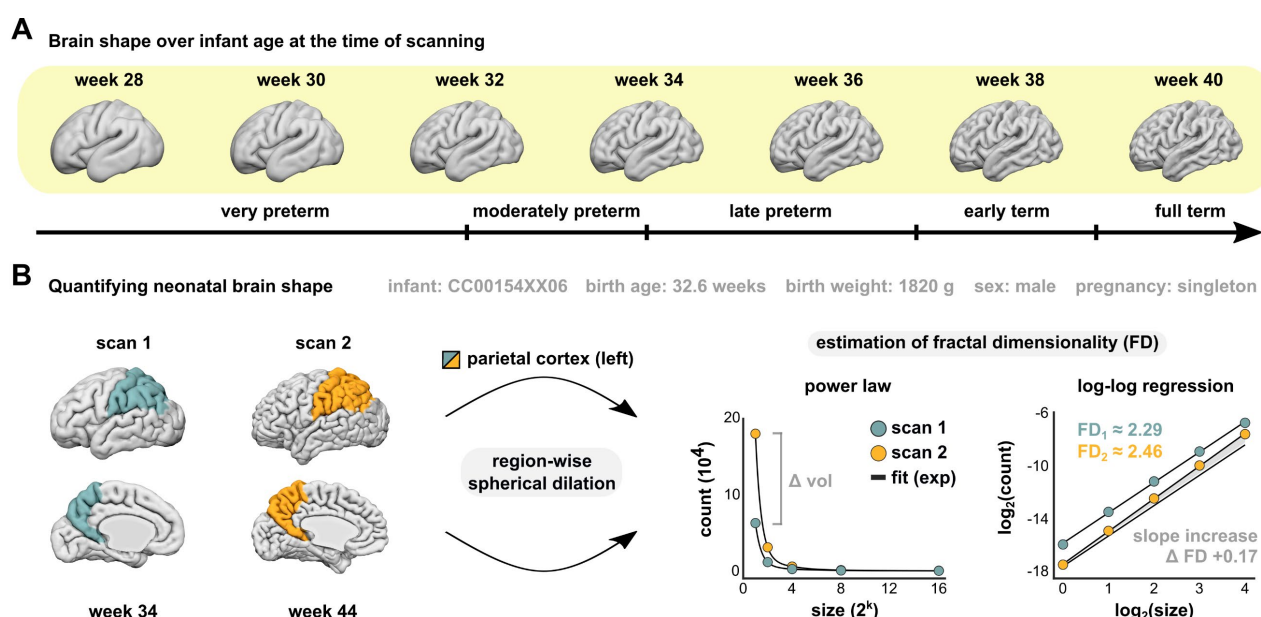 A
Brain shape over infant age at the time of scanning
week 28 week 30 week 32 week 34 week 36 week 38 week 40
very preterm moderately preterm late preterm early term full term
B
Quantifying neonatal brain shape
infant: CC00154XX06 birth age: 32.6 weeks birth weight: 1820 g sex: male pregnancy: singleton
scan 1 scan 2
week 34 week 44
parietal cortex (left)
region-wise
spherical dilation
estimation of fractal dimensionality (FD)
power law
count (10⁴)
20
10
0
0 4 8 12 16
size (2ᵏ)
scan 1
scan 2
fit (exp)
Δ vol
log-log regression
log₂(count)
-6
-10
-14
-18
0 1 2 3 4
log₂(size)
FD₁ ≈ 2.29
FD₂ ≈ 2.46
slope increase
Δ FD +0.17